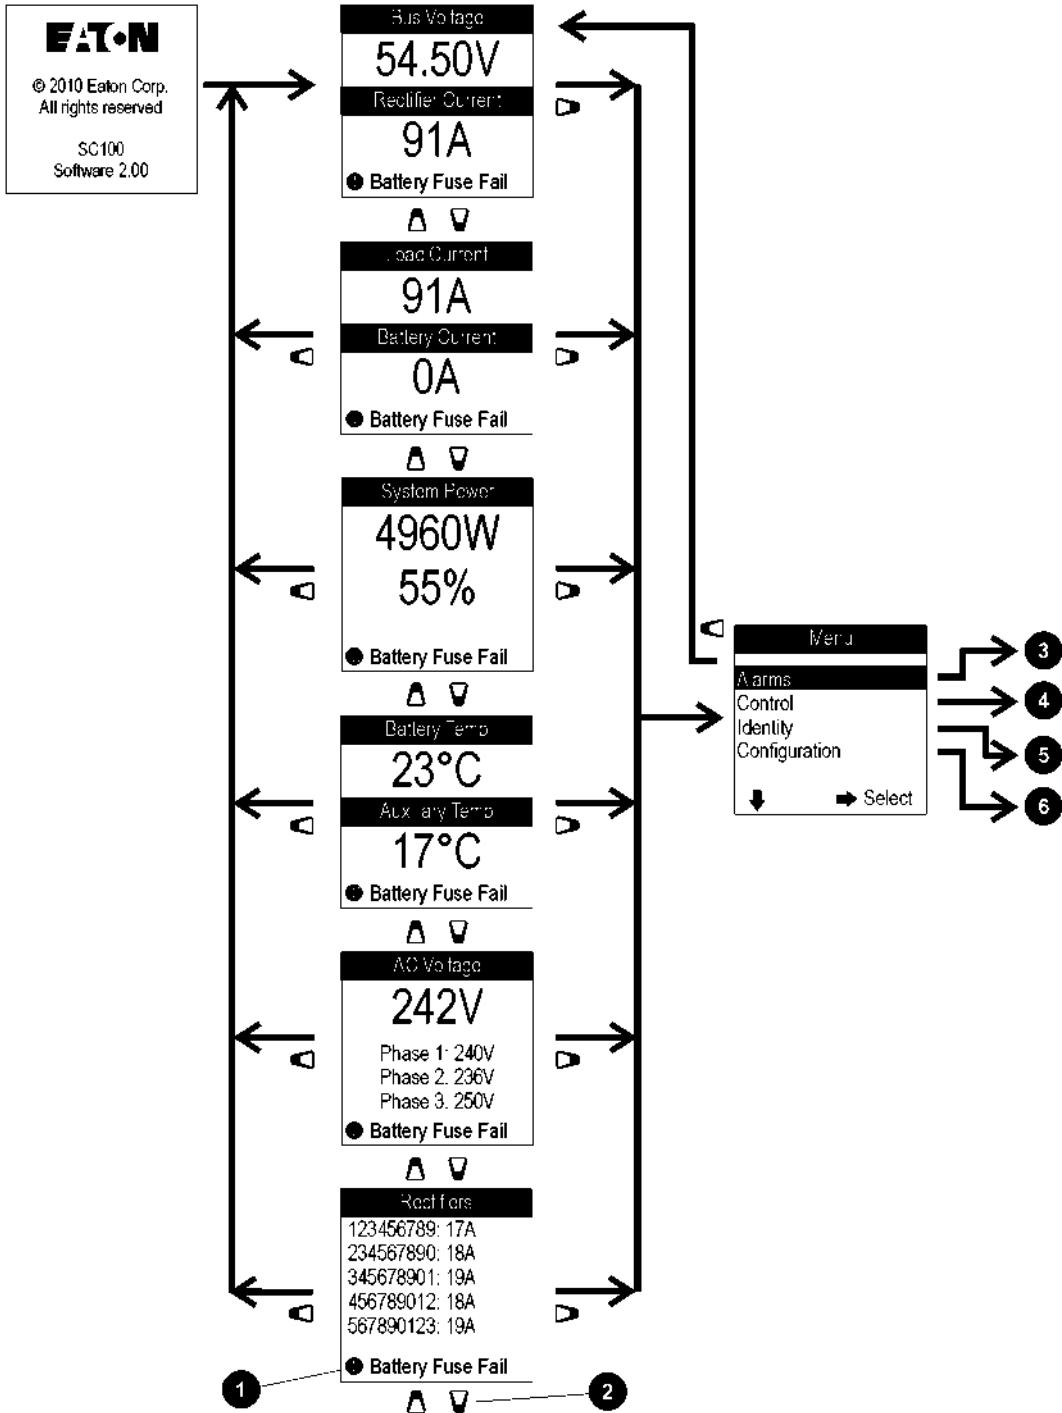 EATON
© 2010 Eaton Corp.
All rights reserved
SC100
Software 2.00
Bus Voltage
54.50V
Rectifier Current
91A
Battery Fuse Fail
Load Current
91A
Battery Current
0A
Battery Fuse Fail
System Power
4960W
55%
Battery Fuse Fail
Battery Temp
23°C
Auxiliary Temp
17°C
Battery Fuse Fail
AC Voltage
242V
Phase 1: 240V
Phase 2: 236V
Phase 3: 250V
Battery Fuse Fail
Rectifiers
123456789: 17A
234567890: 18A
345678901: 19A
456789012: 18A
567890123: 19A
Battery Fuse Fail
1
2
Menu
Alarms
Control
Identity
Configuration
Select
3
4
5
6